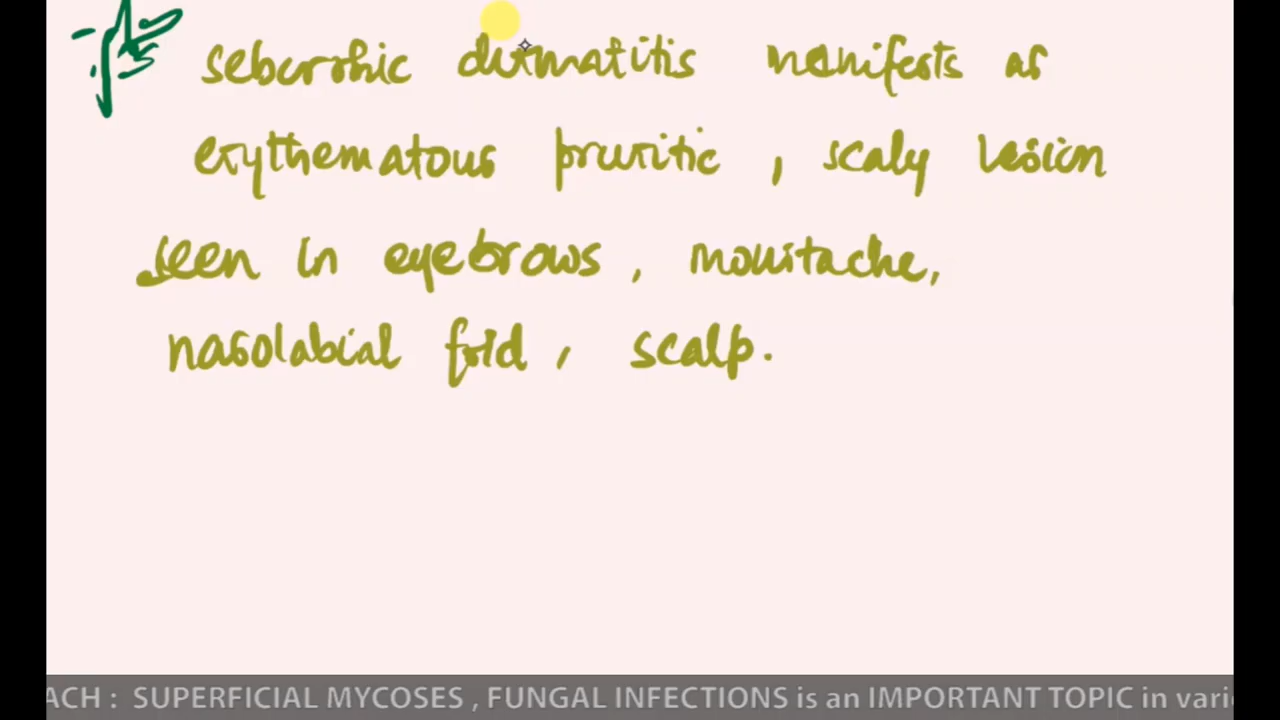 seborrhic dermatitis manifests as
erythematous pruritic , scaly lesion
seen in eyebrows , moustache,
nasolabial fold , scalp.
ACH : SUPERFICIAL MYCOSES , FUNGAL INFECTIONS is an IMPORTANT TOPIC in vari